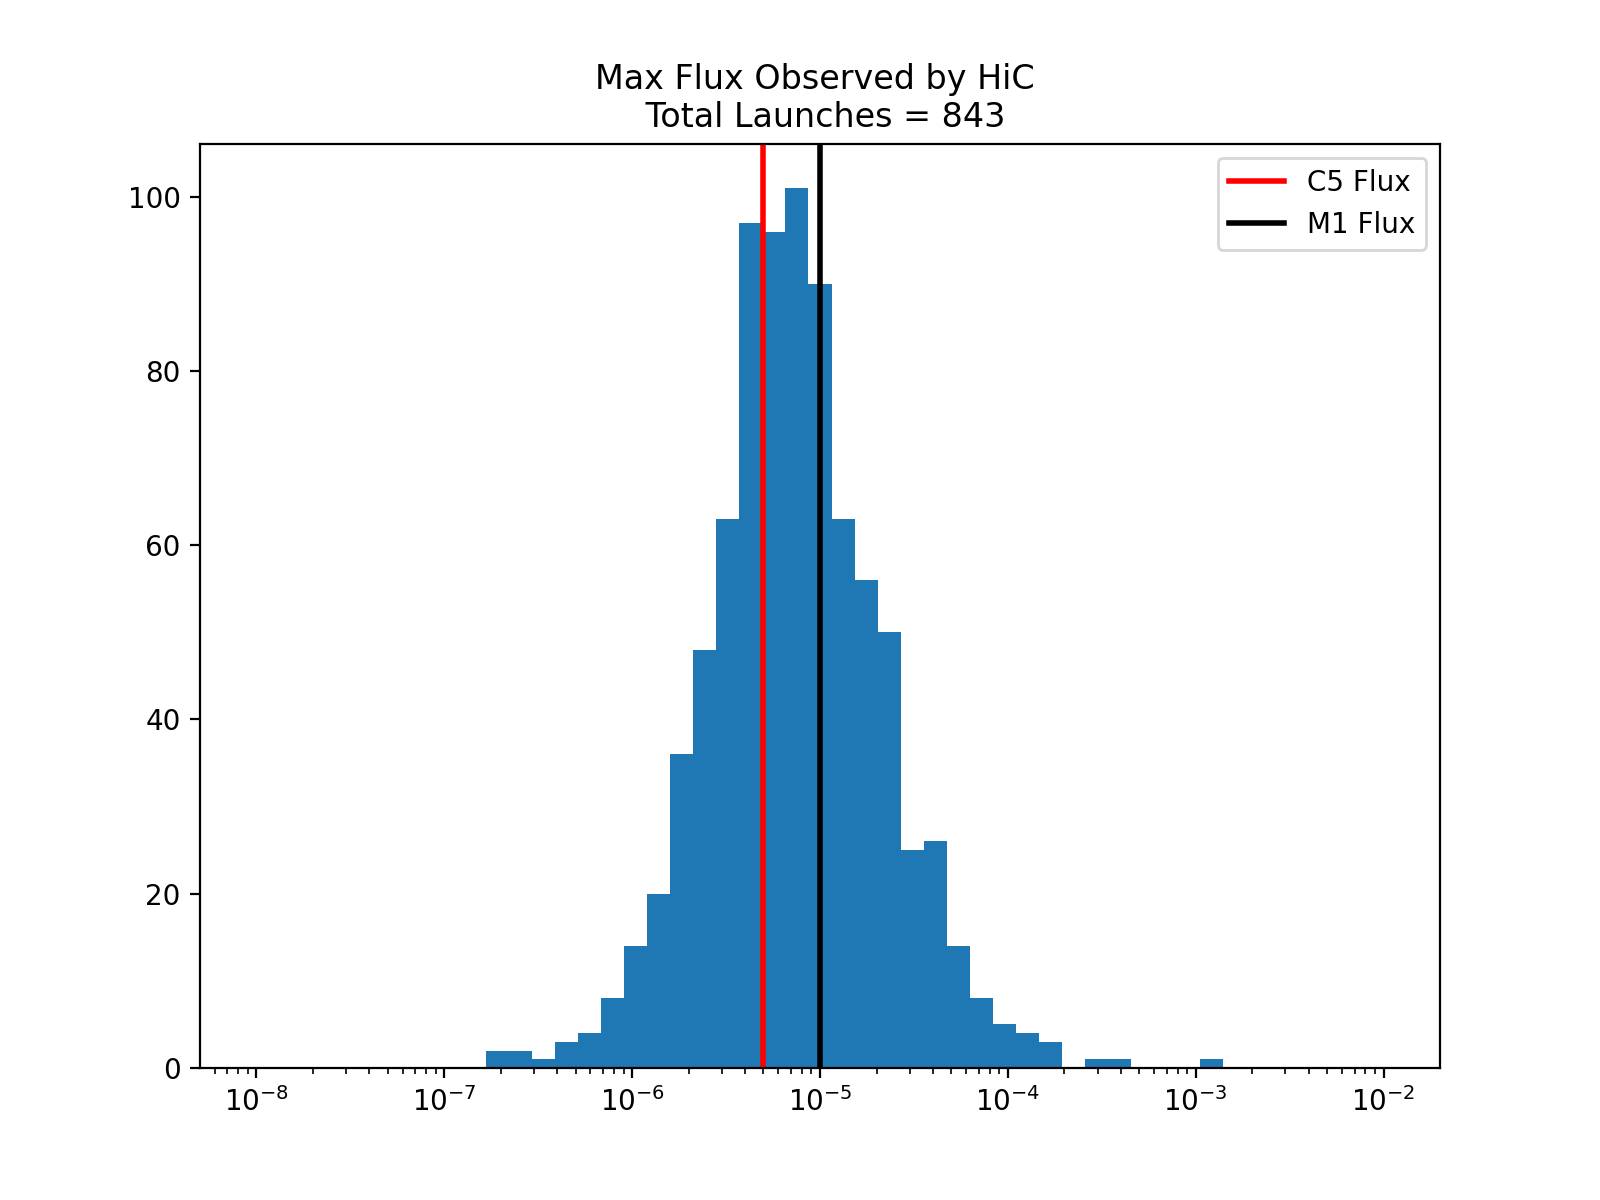 Max Flux Observed by HiC
Total Launches = 843
C5 Flux
M1 Flux
100
80
60
40
20
0
10⁻⁸ 10⁻⁷ 10⁻⁶ 10⁻⁵ 10⁻⁴ 10⁻³ 10⁻²